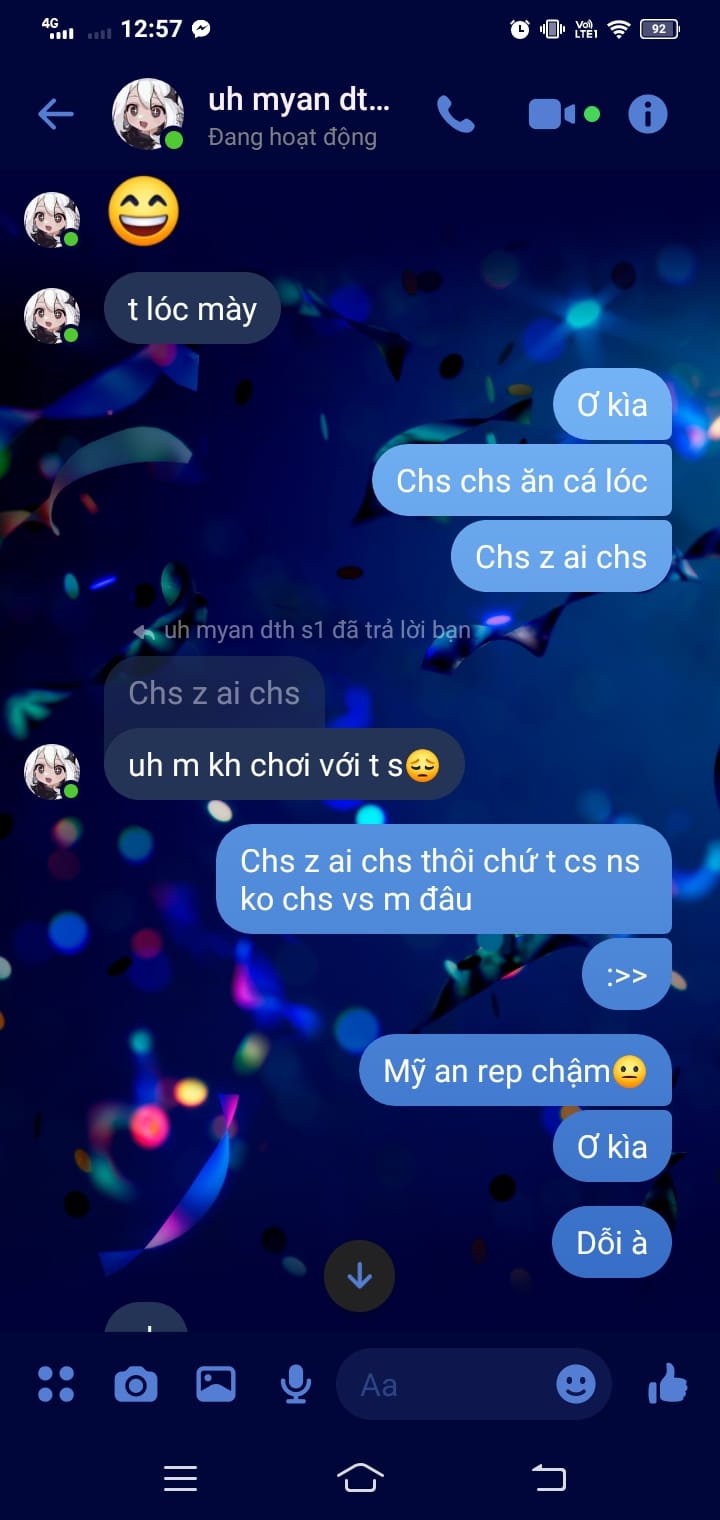 4G
12:57
Vo))
LTE1
92
uh myan dt...
Đang hoạt động
😄
t lóc mày
Ơ kìa
Chs chs ăn cá lóc
Chs z ai chs
uh myan dth s1 đã trả lời bạn
Chs z ai chs
uh m kh chơi với t s😔
Chs z ai chs thôi chứ t cs ns
ko chs vs m đâu
:>>
Mỹ an rep chậm😐
Ơ kìa
Dỗi à
Aa